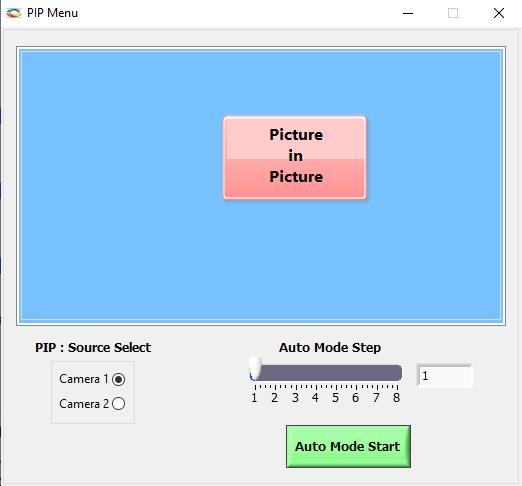 PIP Menu
Picture
in
Picture
PIP : Source Select
Auto Mode Step
Camera 1
Camera 2
1 2 3 4 5 6 7 8
1
Auto Mode Start